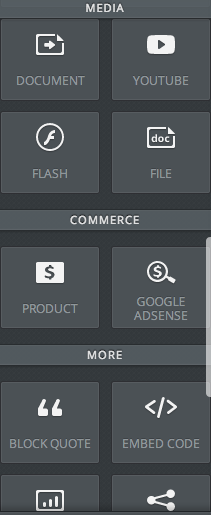 MEDIA
DOCUMENT YOUTUBE
doc
FLASH FILE
COMMERCE
PRODUCT GOOGLE
ADSENSE
MORE
BLOCK QUOTE EMBED CODE